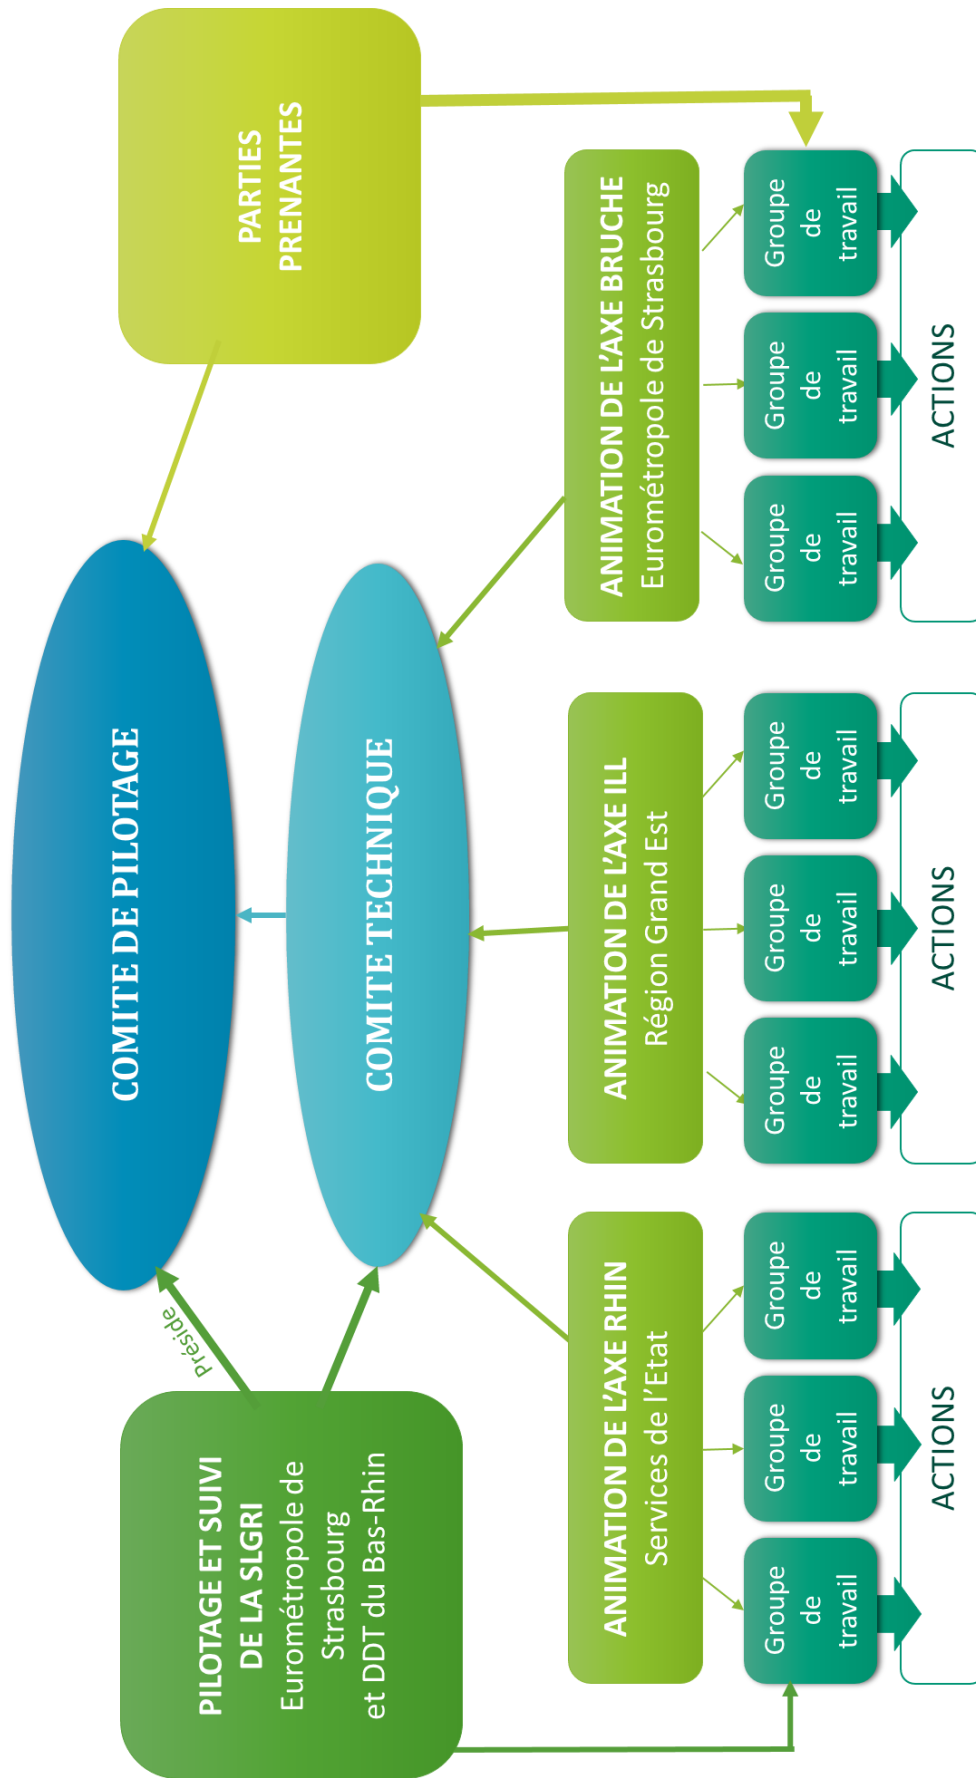 COMITE DE PILOTAGE
PILOTAGE ET SUIVI
DE LA SLGRI
Eurométropole de
Strasbourg
et DDT du Bas-Rhin
Préside
PARTIES
PRENANTES
COMITE TECHNIQUE
ANIMATION DE L’AXE RHIN
Services de l’Etat
ANIMATION DE L’AXE ILL
Région Grand Est
ANIMATION DE L’AXE BRUCHE
Eurométropole de Strasbourg
Groupe
de
travail
Groupe
de
travail
Groupe
de
travail
Groupe
de
travail
Groupe
de
travail
Groupe
de
travail
Groupe
de
travail
Groupe
de
travail
Groupe
de
travail
ACTIONS
ACTIONS
ACTIONS